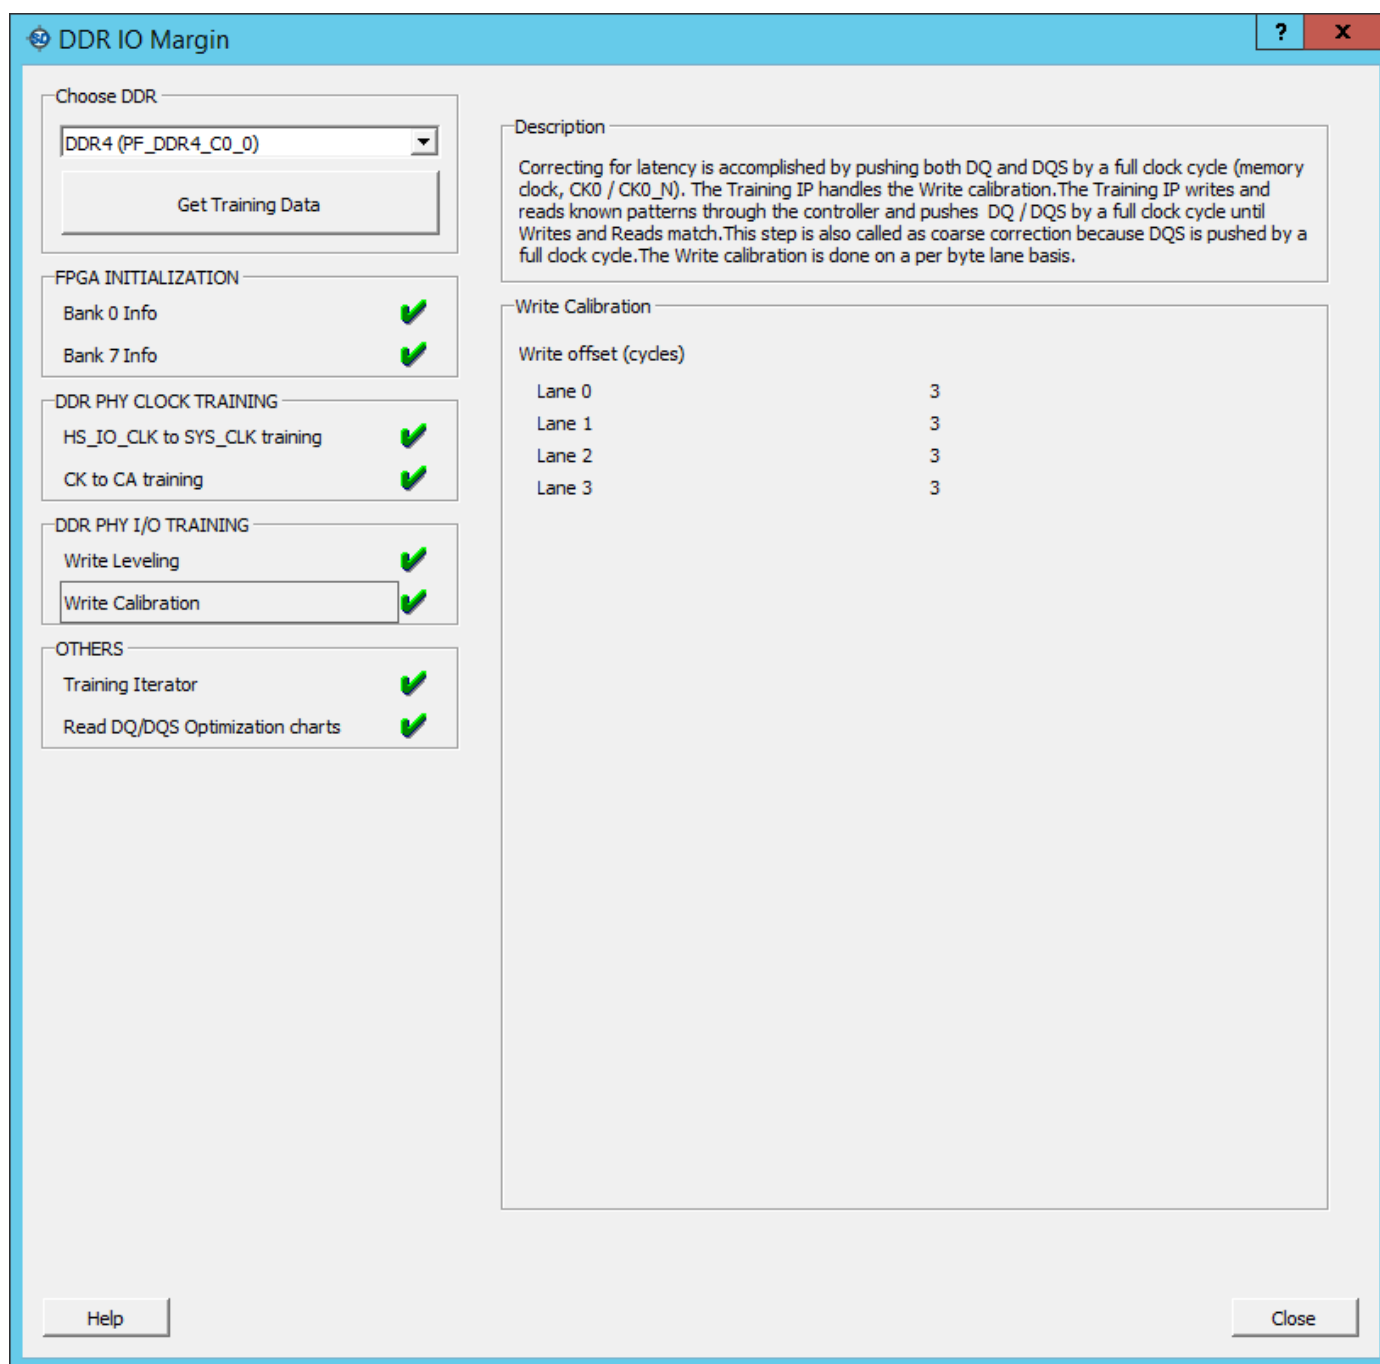 DDR IO Margin
?
x
Choose DDR
DDR4 (PF_DDR4_C0_0)
Get Training Data
FPGA INITIALIZATION
Bank 0 Info
Bank 7 Info
DDR PHY CLOCK TRAINING
HS_IO_CLK to SYS_CLK training
CK to CA training
DDR PHY I/O TRAINING
Write Leveling
Write Calibration
OTHERS
Training Iterator
Read DQ/DQS Optimization charts
Description
Correcting for latency is accomplished by pushing both DQ and DQS by a full clock cycle (memory
clock, CK0 / CK0_N). The Training IP handles the Write calibration.The Training IP writes and
reads known patterns through the controller and pushes  DQ / DQS by a full clock cycle until
Writes and Reads match.This step is also called as coarse correction because DQS is pushed by a
full clock cycle.The Write calibration is done on a per byte lane basis.
Write Calibration
Write offset (cycles)
Lane 0 3
Lane 1 3
Lane 2 3
Lane 3 3
Help
Close